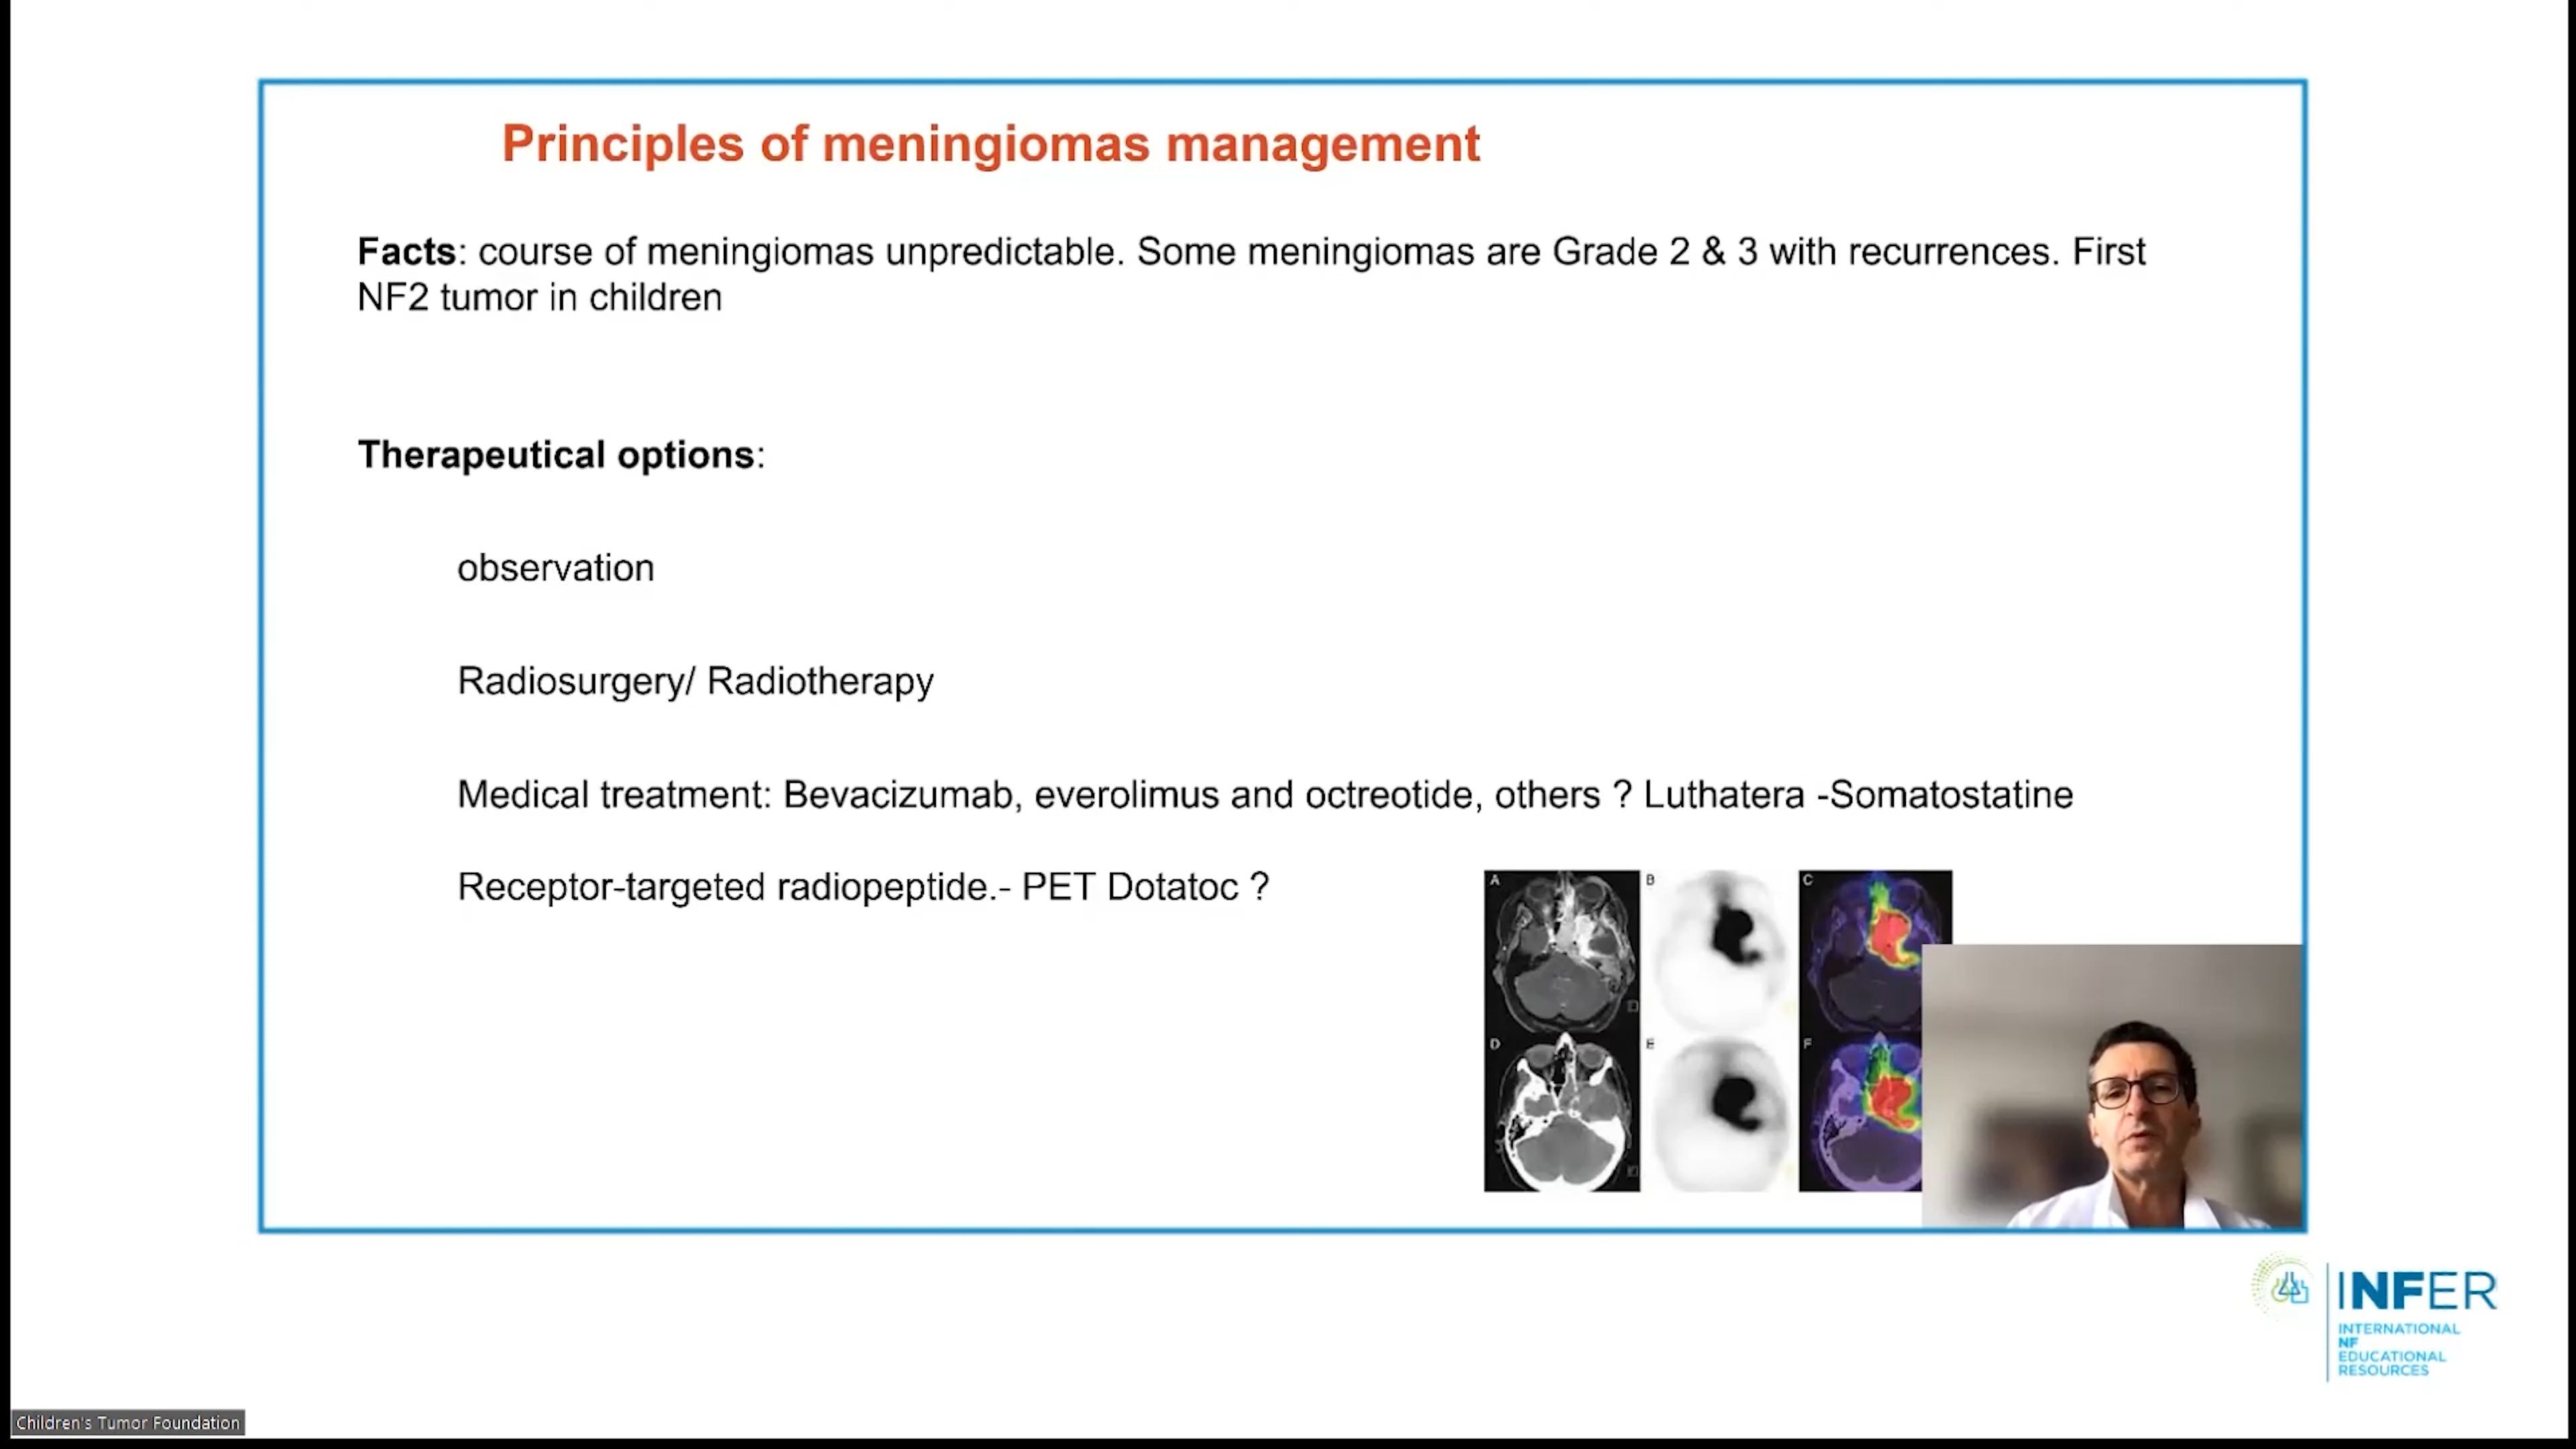 Principles of meningiomas management
Facts: course of meningiomas unpredictable. Some meningiomas are Grade 2 & 3 with recurrences. First
NF2 tumor in children
Therapeutical options:
observation
Radiosurgery/ Radiotherapy
Medical treatment: Bevacizumab, everolimus and octreotide, others ? Luthatera -Somatostatine
Receptor-targeted radiopeptide.- PET Dotatoc ?
A
B
C
D
E
F
INFER
INTERNATIONAL
NF
EDUCATIONAL
RESOURCES
Children's Tumor Foundation